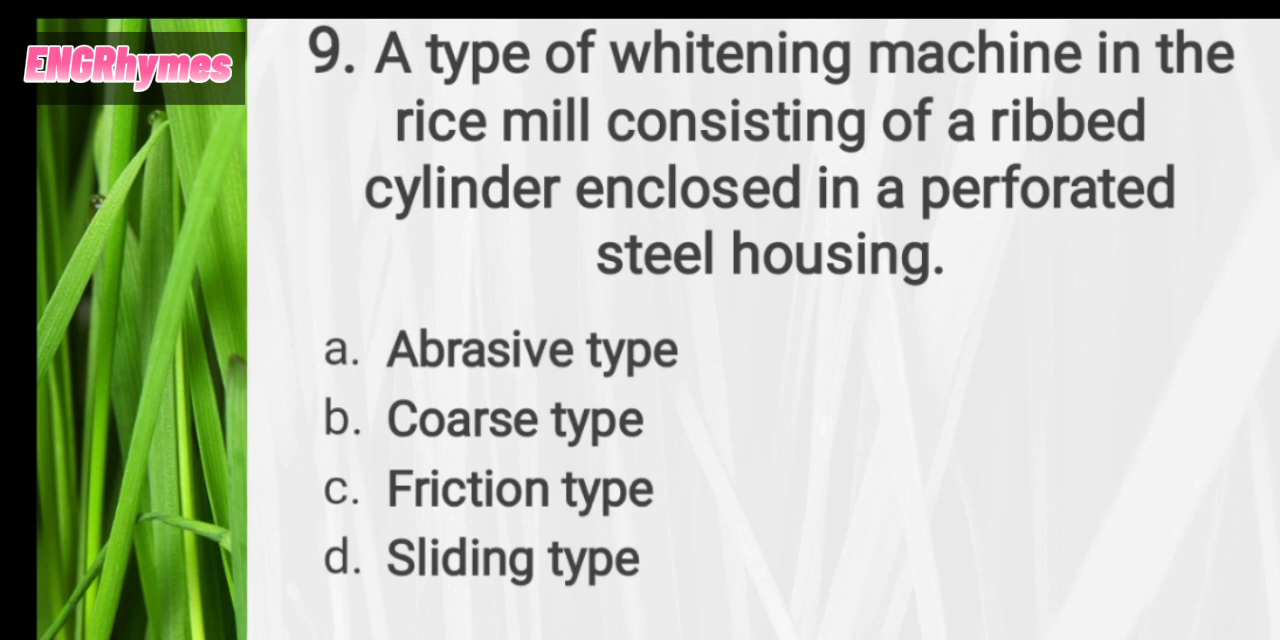 ENGRhymes
9. A type of whitening machine in the
rice mill consisting of a ribbed
cylinder enclosed in a perforated
steel housing.
a. Abrasive type
b. Coarse type
c. Friction type
d. Sliding type